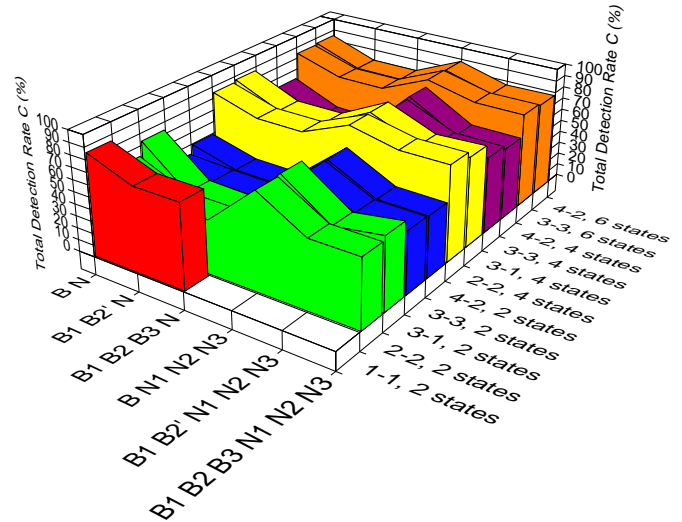 Total Detection Rate C (%)
100
90
80
70
60
50
40
30
20
10
0
Total Detection Rate C (%)
100
90
80
70
60
50
40
30
20
10
0
B N
B1 B2' N
B1 B2 B3 N
B N1 N2 N3
B1 B2' N1 N2 N3
B1 B2 B3 N1 N2 N3
4-2, 6 states
3-3, 6 states
4-2, 4 states
3-3, 4 states
3-1, 4 states
2-2, 4 states
4-2, 2 states
3-3, 2 states
3-1, 2 states
2-2, 2 states
1-1, 2 states